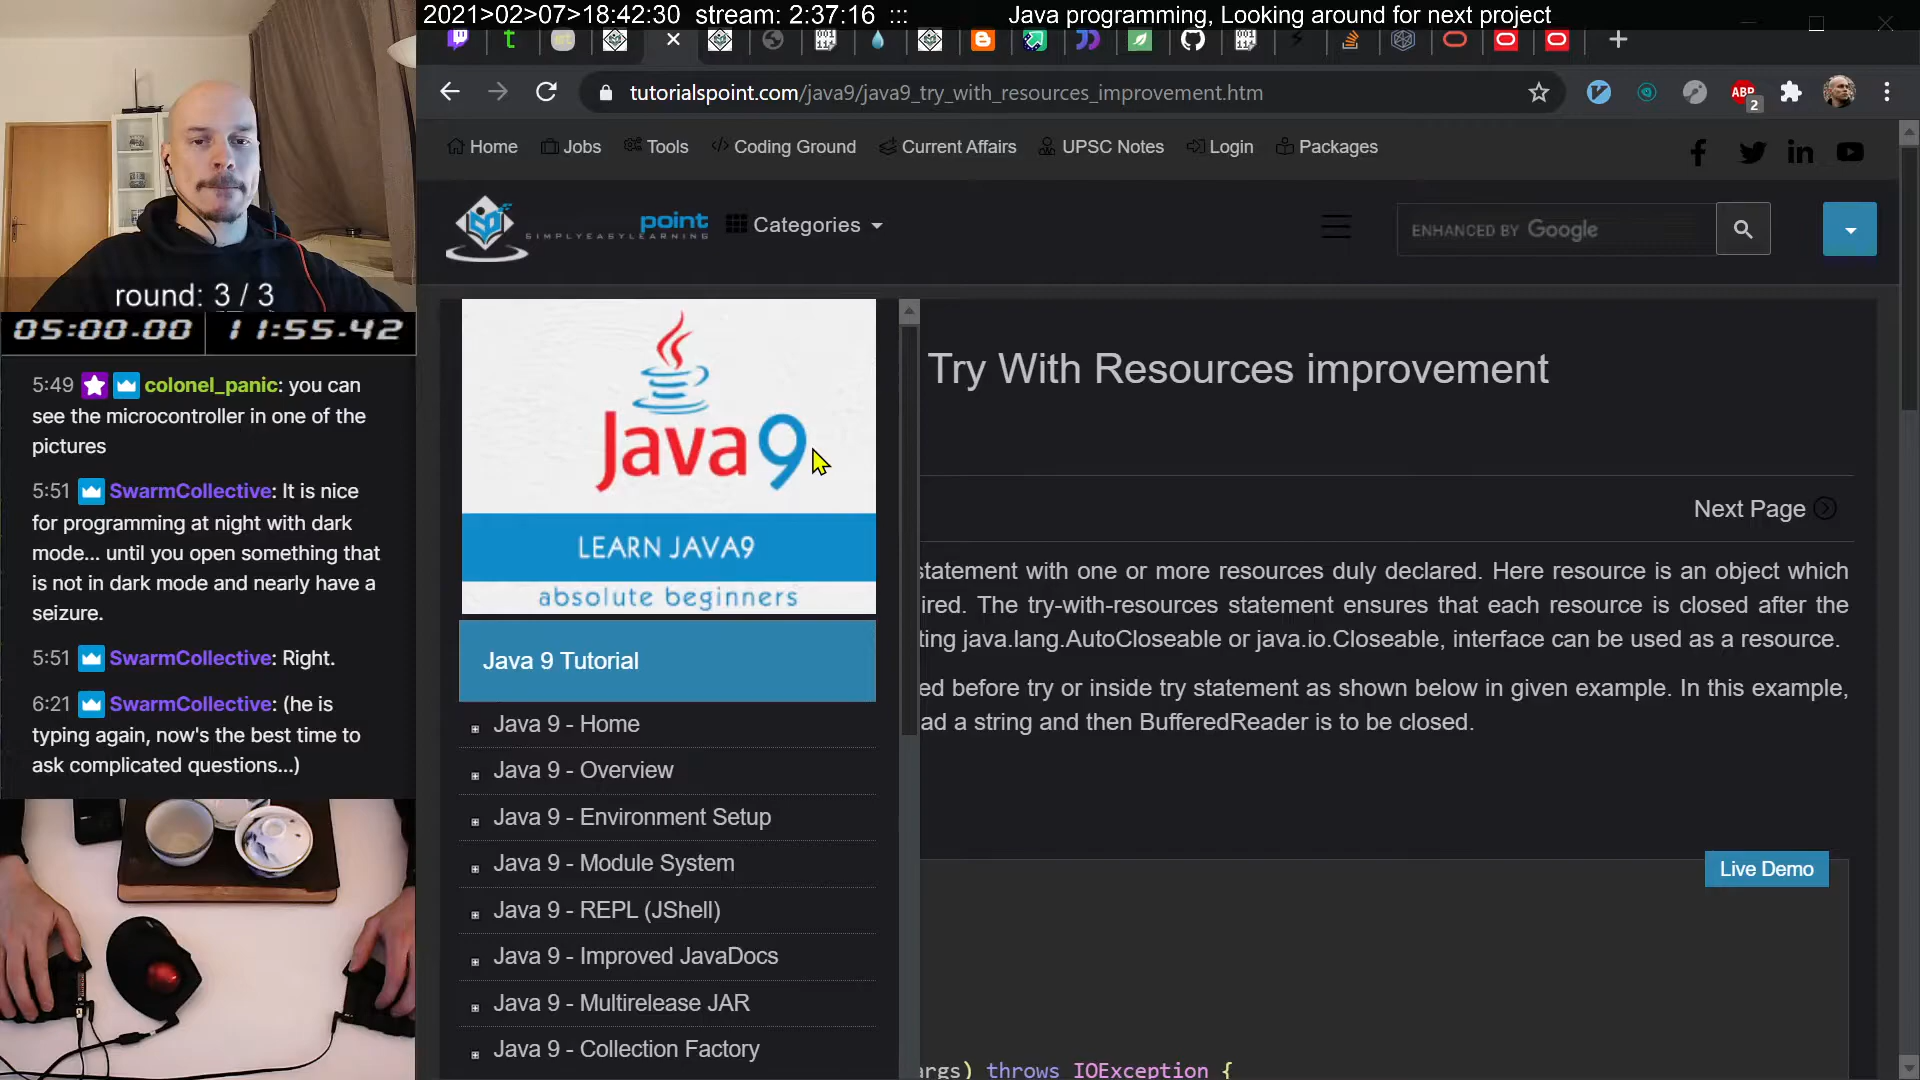 2021>02>07>18:42:30 stream: 2:37:16 ::: Java programming, Looking around for next project
tutorialspoint.com/java9/java9_try_with_resources_improvement.htm
ABP
2
Home Jobs Tools Coding Ground Current Affairs UPSC Notes Login Packages
point
SIMPLYEASYLEARNING
Categories
ENHANCED BY Google
round: 3 / 3
05:00.00 11:55.42
5:49 colonel_panic: you can
see the microcontroller in one of the
pictures
5:51 SwarmCollective: It is nice
for programming at night with dark
mode... until you open something that
is not in dark mode and nearly have a
seizure.
5:51 SwarmCollective: Right.
6:21 SwarmCollective: (he is
typing again, now's the best time to
ask complicated questions...)
Java 9
LEARN JAVA9
absolute beginners
Java 9 Tutorial
Java 9 - Home
Java 9 - Overview
Java 9 - Environment Setup
Java 9 - Module System
Java 9 - REPL (JShell)
Java 9 - Improved JavaDocs
Java 9 - Multirelease JAR
Java 9 - Collection Factory
Try With Resources improvement
Next Page
statement with one or more resources duly declared. Here resource is an object which
ired. The try-with-resources statement ensures that each resource is closed after the
ting java.lang.AutoCloseable or java.io.Closeable, interface can be used as a resource.
ed before try or inside try statement as shown below in given example. In this example,
ad a string and then BufferedReader is to be closed.
Live Demo
args) throws IOException {